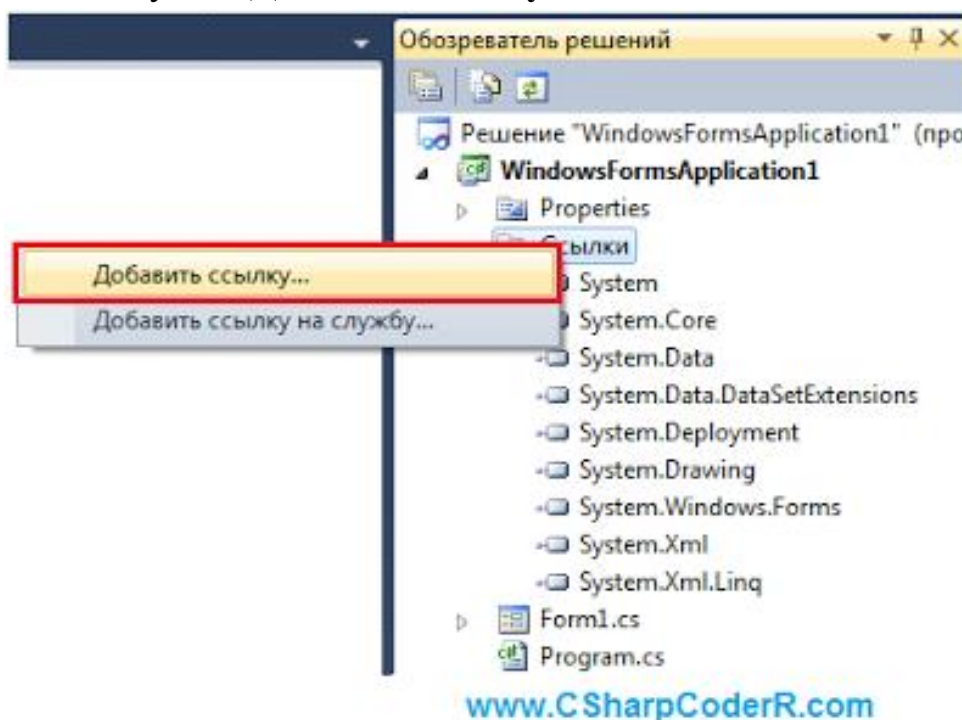 Обозреватель решений
Решение "WindowsFormsApplication1" (про
WindowsFormsApplication1
Properties
Ссылки
Добавить ссылку...
Добавить ссылку на службу...
System
System.Core
System.Data
System.Data.DataSetExtensions
System.Deployment
System.Drawing
System.Windows.Forms
System.Xml
System.Xml.Linq
Form1.cs
Program.cs
www.CSharpCoderR.com